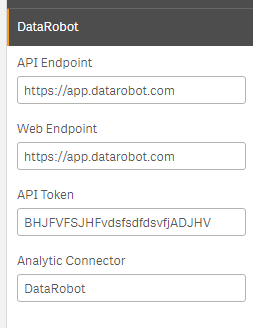 DataRobot
API Endpoint
https://app.datarobot.com
Web Endpoint
https://app.datarobot.com
API Token
BHJFVFSJHFvdsfsdfdsvfjADJHV
Analytic Connector
DataRobot